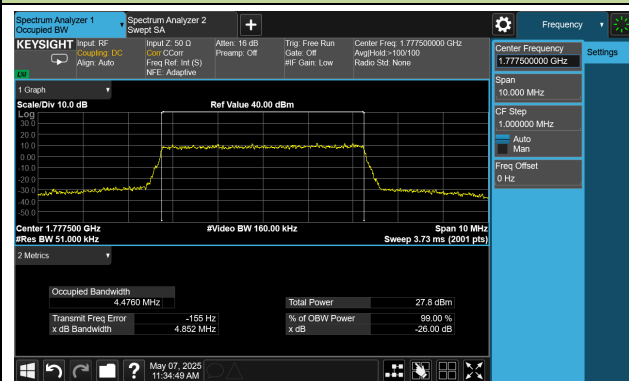 Spectrum Analyzer 1
Occupied BW
Spectrum Analyzer 2
Swept SA
Frequency
KEYSIGHT
Input: RF
Coupling: DC
Align: Auto
Input Z: 50 Ω
Corr CCorr
Freq Ref: Int (S)
NFE: Adaptive
Atten: 16 dB
Preamp: Off
Trig: Free Run
Gate: Off
#IF Gain: Low
Center Freq: 1.777500000 GHz
Avg|Hold:>100/100
Radio Std: None
LXI
1 Graph
Scale/Div 10.0 dB
Ref Value 40.00 dBm
Log
30.0
20.0
10.0
0.00
-10.0
-20.0
-30.0
-40.0
-50.0
Center 1.777500 GHz
#Video BW 160.00 kHz
Span 10 MHz
#Res BW 51.000 kHz
Sweep 3.73 ms (2001 pts)
2 Metrics
Occupied Bandwidth
4.4760 MHz
Total Power 27.8 dBm
Transmit Freq Error -155 Hz
% of OBW Power 99.00 %
x dB Bandwidth 4.852 MHz
x dB -26.00 dB
May 07, 2025
11:34:49 AM
Center Frequency
1.777500000 GHz
Settings
Span
10.000 MHz
CF Step
1.000000 MHz
Auto
Man
Freq Offset
0 Hz